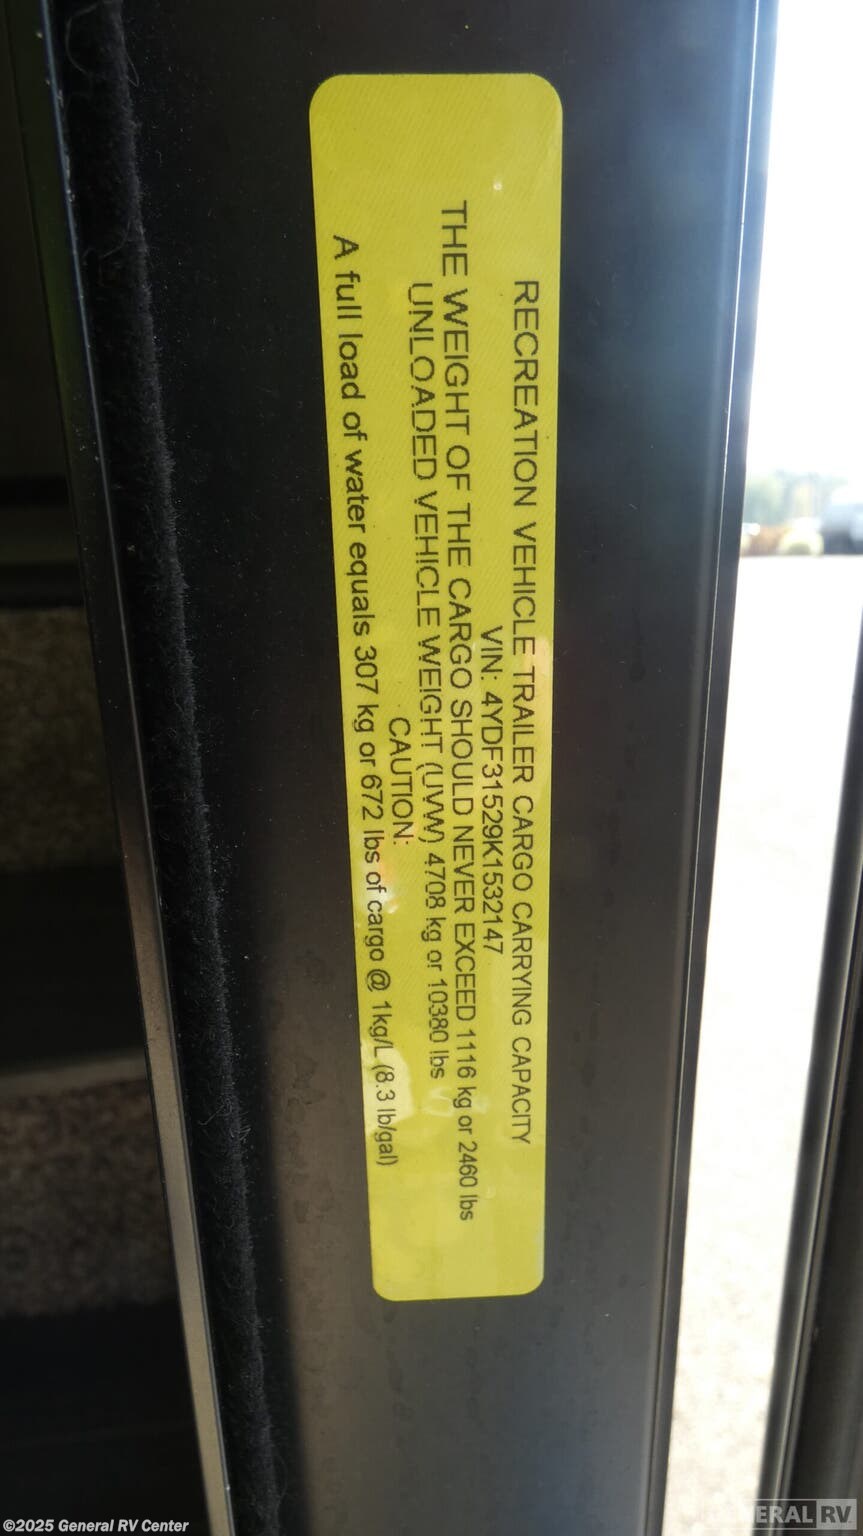 RECREATION VEHICLE TRAILER CARGO CARRYING CAPACITY
VIN: 4YDF31529K1532147
THE WEIGHT OF THE CARGO SHOULD NEVER EXCEED 1116 kg or 2460 lbs
UNLOADED VEHICLE WEIGHT (UVW) 4708 kg or 10380 lbs
CAUTION:
A full load of water equals 307 kg or 672 lbs of cargo @ 1kg/L (8.3 lb/gal)
©2025 General RV Center
GENERAL RV